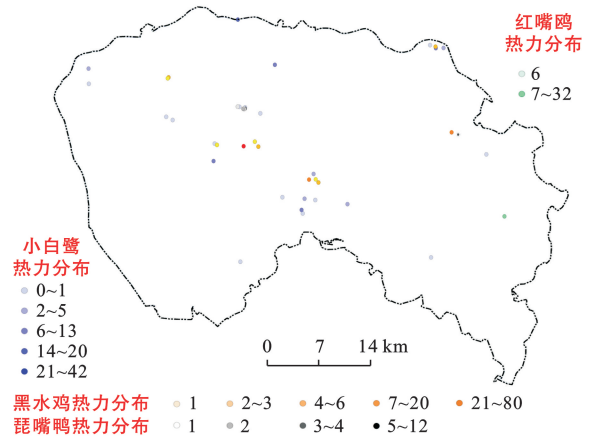 红嘴鸥
热力分布
6
7~32
小白鹭
热力分布
0~1
2~5
6~13
14~20
21~42
0 7 14 km
黑水鸡热力分布 1 2~3 4~6 7~20 21~80
琵嘴鸭热力分布 1 2 3~4 5~12